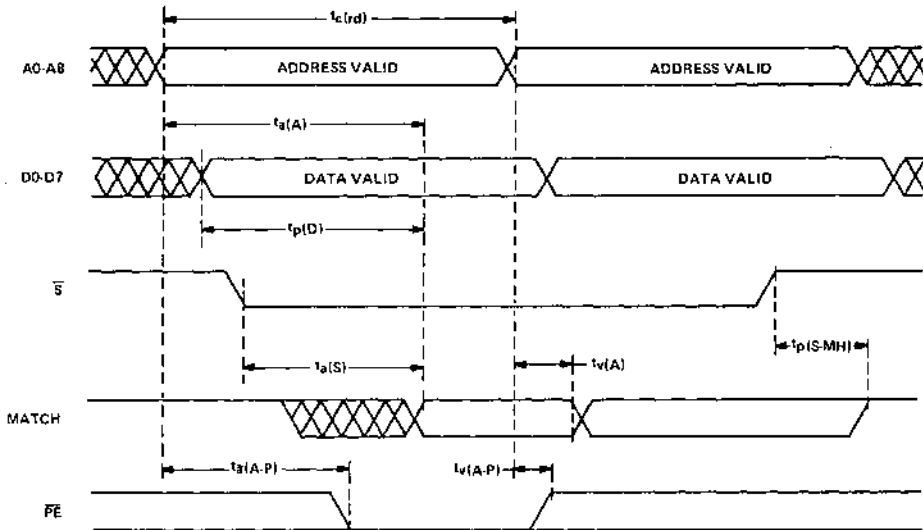 tc(rd)
A0-A8
ADDRESS VALID
ADDRESS VALID
ta(A)
D0-D7
DATA VALID
DATA VALID
tp(D)
S
tp(S-MH)
ta(S)
tv(A)
MATCH
ta(A-P)
tv(A-P)
PE